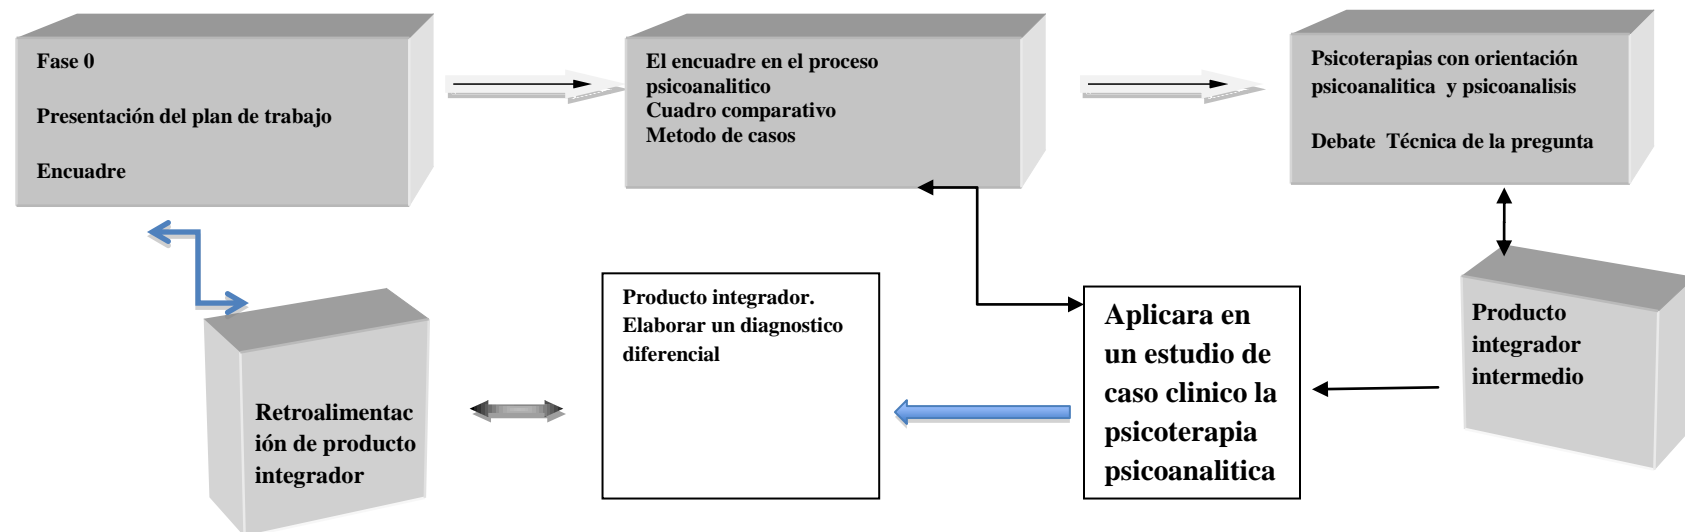 Fase 0
Presentación del plan de trabajo
Encuadre
El encuadre en el proceso
psicoanalitico
Cuadro comparativo
Metodo de casos
Psicoterapias con orientación
psicoanalitica y psicoanalisis
Debate Técnica de la pregunta
Retroalimentac
ión de producto
integrador
Producto integrador.
Elaborar un diagnostico
diferencial
Aplicara en
un estudio de
caso clinico la
psicoterapia
psicoanalitica
Producto
integrador
intermedio